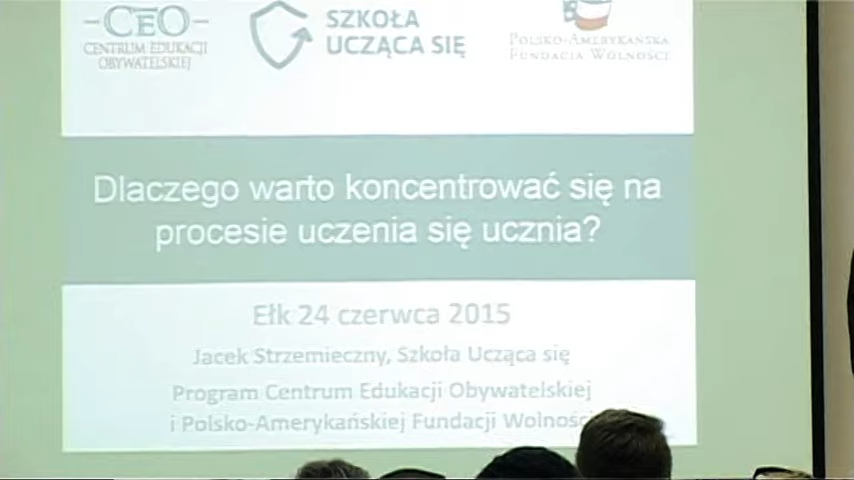 CEO
CENTRUM EDUKACJI
OBYWATELSKIEJ
SZKOŁA
UCZĄCA SIĘ
POLSKO-AMERYKAŃSKA
FUNDACJA WOLNOŚCI
Dlaczego warto koncentrować się na
procesie uczenia się ucznia?
Ełk 24 czerwca 2015
Jacek Strzemieczny, Szkoła Ucząca się
Program Centrum Edukacji Obywatelskiej
i Polsko-Amerykańskiej Fundacji Wolności